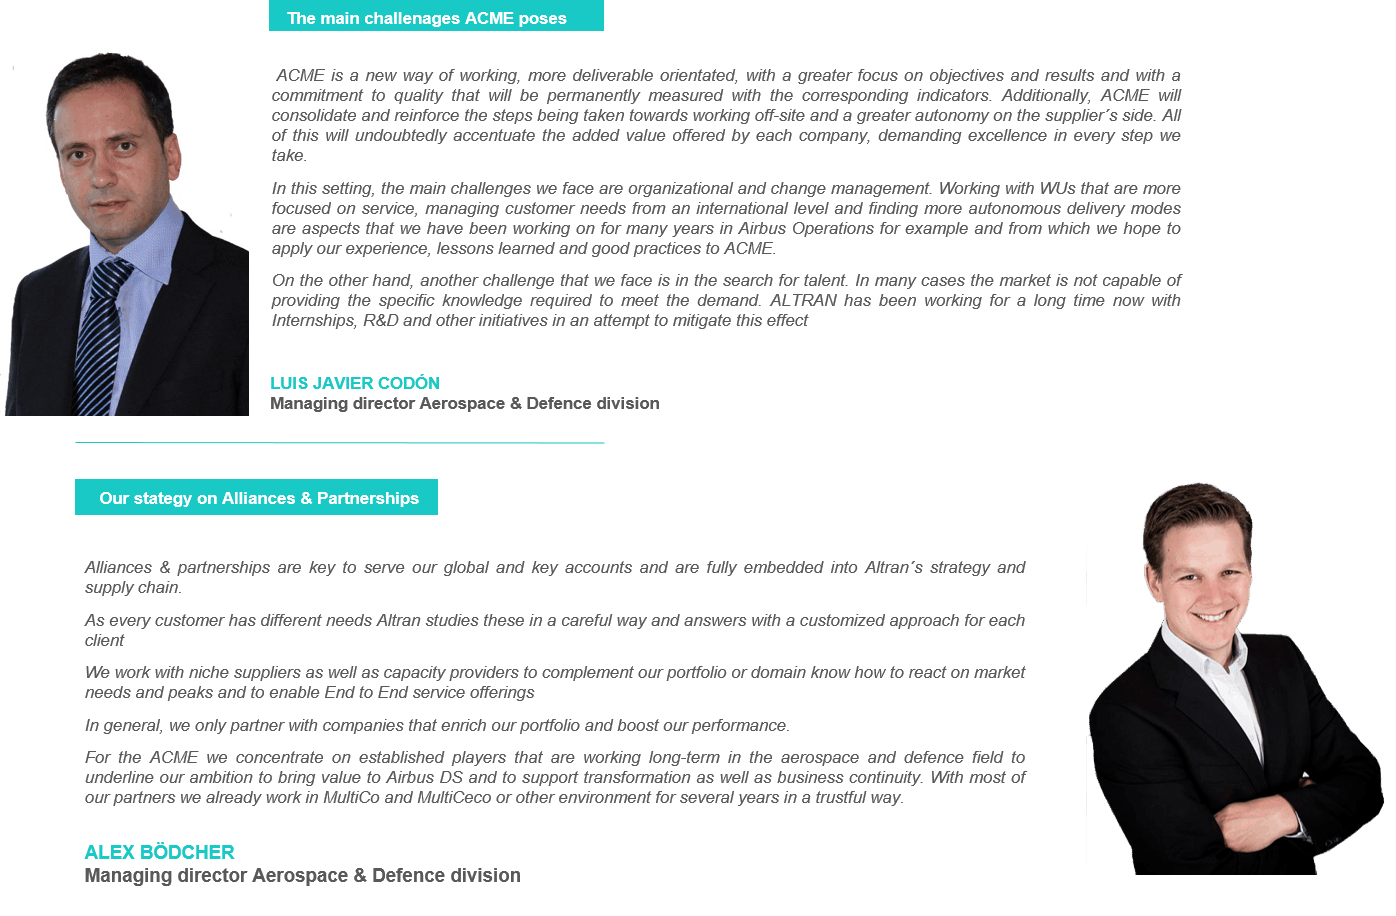 The main challenages ACME poses
ACME is a new way of working, more deliverable orientated, with a greater focus on objectives and results and with a
commitment to quality that will be permanently measured with the corresponding indicators. Additionally, ACME will
consolidate and reinforce the steps being taken towards working off-site and a greater autonomy on the supplier´s side. All
of this will undoubtedly accentuate the added value offered by each company, demanding excellence in every step we
take.
In this setting, the main challenges we face are organizational and change management. Working with WUs that are more
focused on service, managing customer needs from an international level and finding more autonomous delivery modes
are aspects that we have been working on for many years in Airbus Operations for example and from which we hope to
apply our experience, lessons learned and good practices to ACME.
On the other hand, another challenge that we face is in the search for talent. In many cases the market is not capable of
providing the specific knowledge required to meet the demand. ALTRAN has been working for a long time now with
Internships, R&D and other initiatives in an attempt to mitigate this effect
LUIS JAVIER CODÓN
Managing director Aerospace & Defence division
Our stategy on Alliances & Partnerships
Alliances & partnerships are key to serve our global and key accounts and are fully embedded into Altran´s strategy and
supply chain.
As every customer has different needs Altran studies these in a careful way and answers with a customized approach for each
client
We work with niche suppliers as well as capacity providers to complement our portfolio or domain know how to react on market
needs and peaks and to enable End to End service offerings
In general, we only partner with companies that enrich our portfolio and boost our performance.
For the ACME we concentrate on established players that are working long-term in the aerospace and defence field to
underline our ambition to bring value to Airbus DS and to support transformation as well as business continuity. With most of
our partners we already work in MultiCo and MultiCeco or other environment for several years in a trustful way.
ALEX BÖDCHER
Managing director Aerospace & Defence division